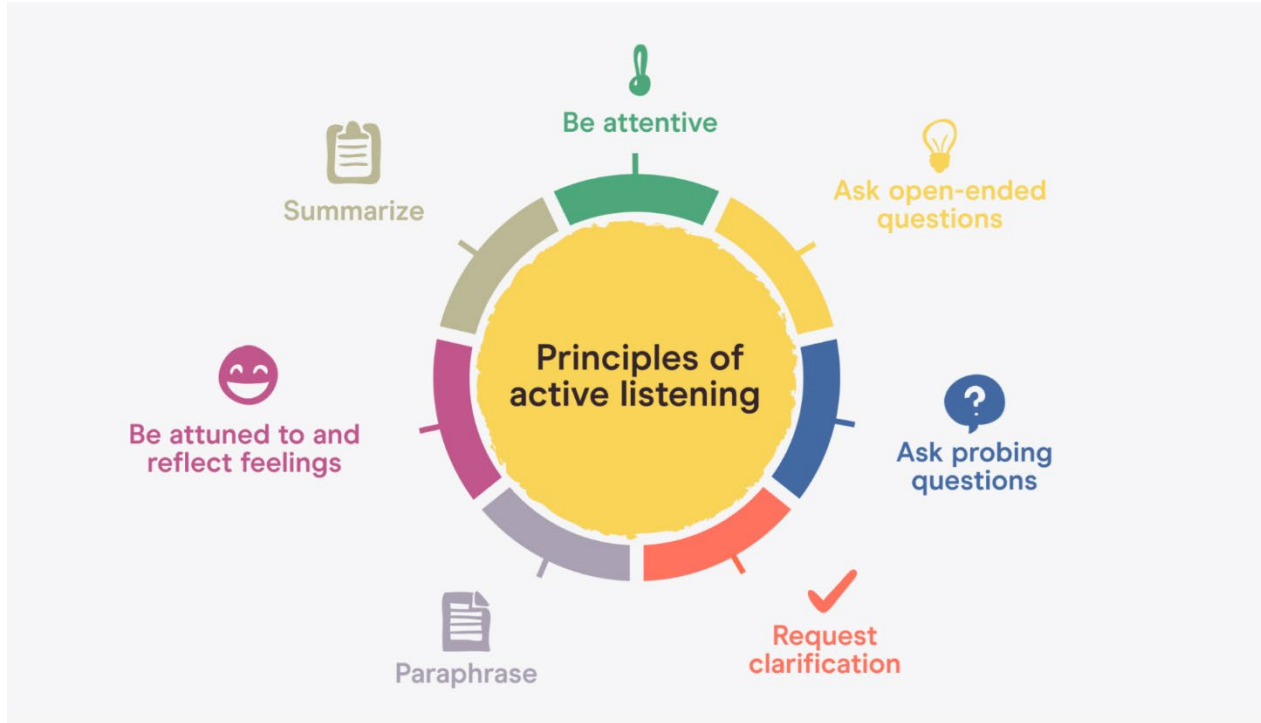 Be attentive
Ask open-ended
questions
Ask probing
questions
Request
clarification
Paraphrase
Be attuned to and
reflect feelings
Summarize
Principles of
active listening